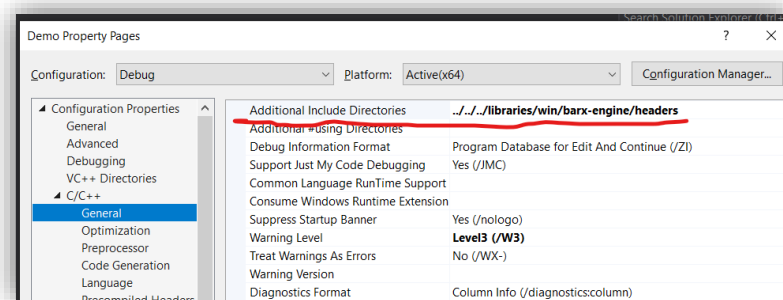 Search Solution Explorer (Ctrl+
Demo Property Pages ? ×
Configuration: Debug Platform: Active(x64) Configuration Manager...
Configuration Properties Additional Include Directories ../../../libraries/win/barx-engine/headers
General Additional #using Directories
Advanced Debug Information Format Program Database for Edit And Continue (/ZI)
Debugging Support Just My Code Debugging Yes (/JMC)
VC++ Directories Common Language RunTime Support
C/C++ Consume Windows Runtime Extension
General Suppress Startup Banner Yes (/nologo)
Optimization Warning Level Level3 (/W3)
Preprocessor Treat Warnings As Errors No (/WX-)
Code Generation Warning Version
Language Diagnostics Format Column Info (/diagnostics:column)
Precompiled Headers